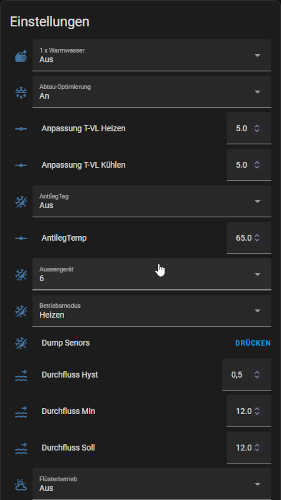 Einstellungen
1 x Warmwasser
Aus
Abtau-Optimierung
An
Anpassung T-VL Heizen
5.0
Anpassung T-VL Kühlen
5.0
AntilegTag
Aus
AntilegTemp
65.0
Aussengerät
6
Betriebsmodus
Heizen
Dump Senors
DRÜCKEN
Durchfluss Hyst
0,5
Durchfluss Min
12.0
Durchfluss Soll
12.0
Flüsterbetrieb
Aus